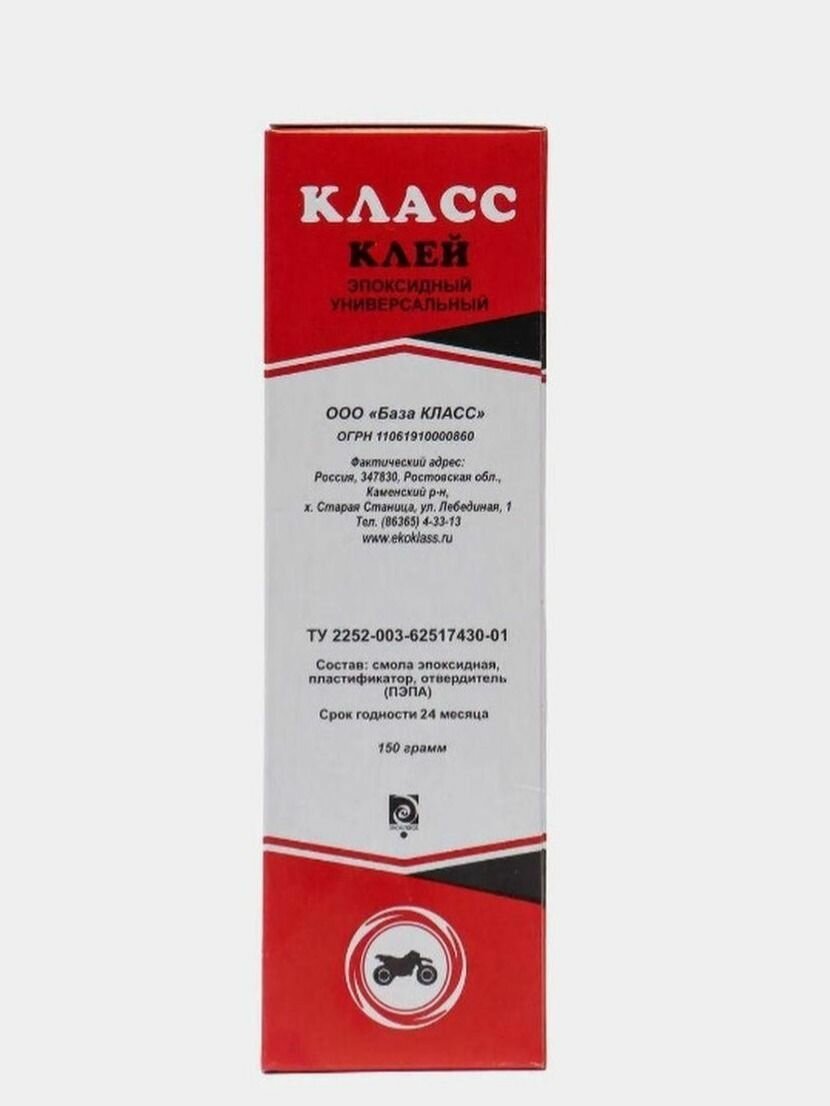 КЛАСС
КЛЕЙ
ЭПОКСИДНЫЙ
УНИВЕРСАЛЬНЫЙ
ООО «База КЛАСС»
ОГРН 11061910000860
Фактический адрес:
Россия, 347830, Ростовская обл.,
Каменский р-н,
х. Старая Станица, ул. Лебединая, 1
Тел. (86365) 4-33-13
www.ekoklass.ru
ТУ 2252-003-62517430-01
Состав: смола эпоксидная,
пластификатор, отвердитель
(ПЭПА)
Срок годности 24 месяца
150 грамм